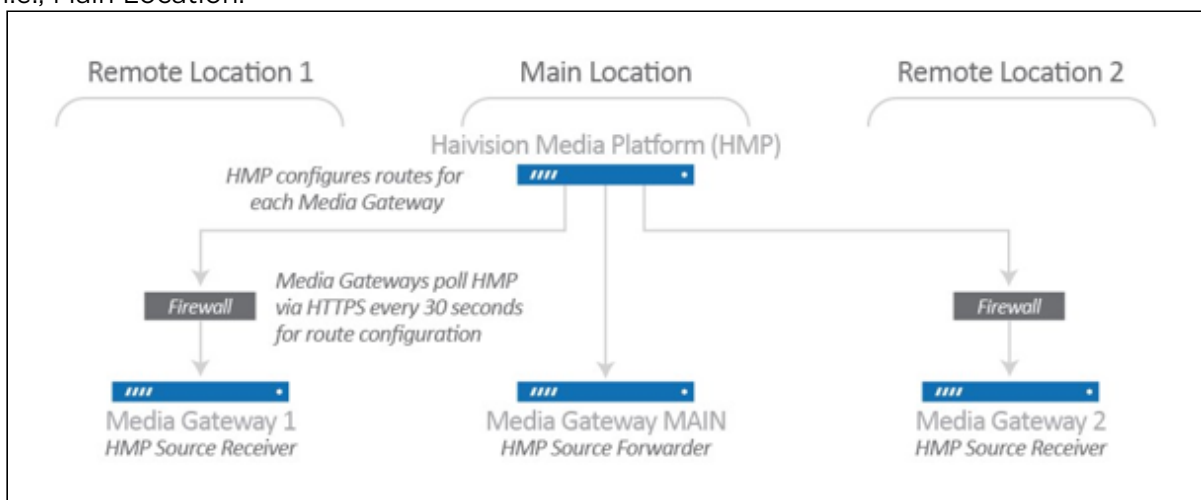 i.e., Main Location.
Remote Location 1
Main Location
Remote Location 2
Haivision Media Platform (HMP)
HMP configures routes for
each Media Gateway
Media Gateways poll HMP
via HTTPS every 30 seconds
for route configuration
Firewall
Firewall
Media Gateway 1
HMP Source Receiver
Media Gateway MAIN
HMP Source Forwarder
Media Gateway 2
HMP Source Receiver